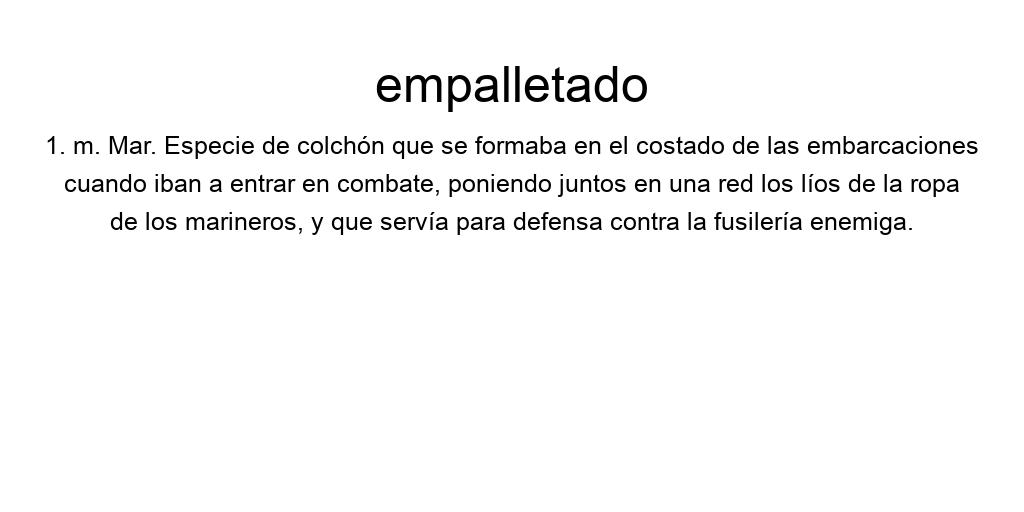 empalletado
1. m. Mar. Especie de colchón que se formaba en el costado de las embarcaciones
cuando iban a entrar en combate, poniendo juntos en una red los líos de la ropa
de los marineros, y que servía para defensa contra la fusilería enemiga.